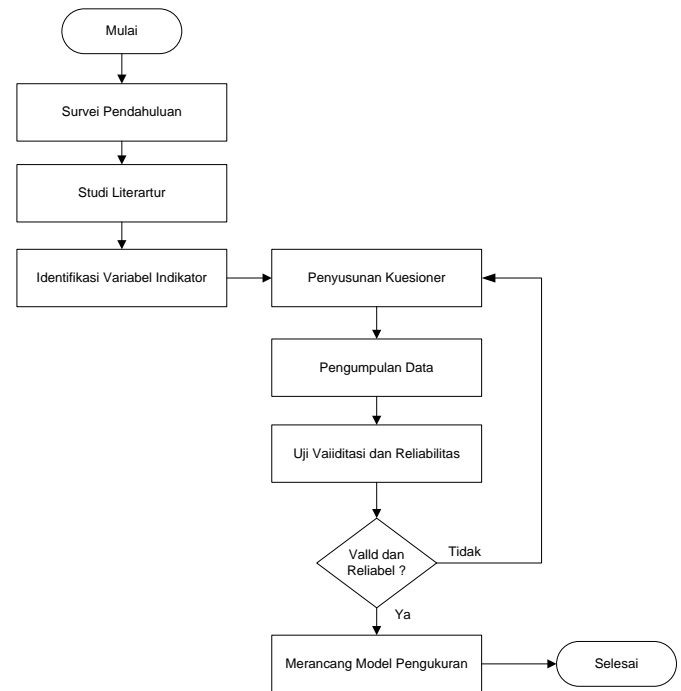 Mulai
Survei Pendahuluan
Studi Literartur
Identifikasi Variabel Indikator
Penyusunan Kuesioner
Pengumpulan Data
Uji Vaiiditasi dan Reliabilitas
Valld dan
Reliabel ?
Tidak
Ya
Merancang Model Pengukuran
Selesai